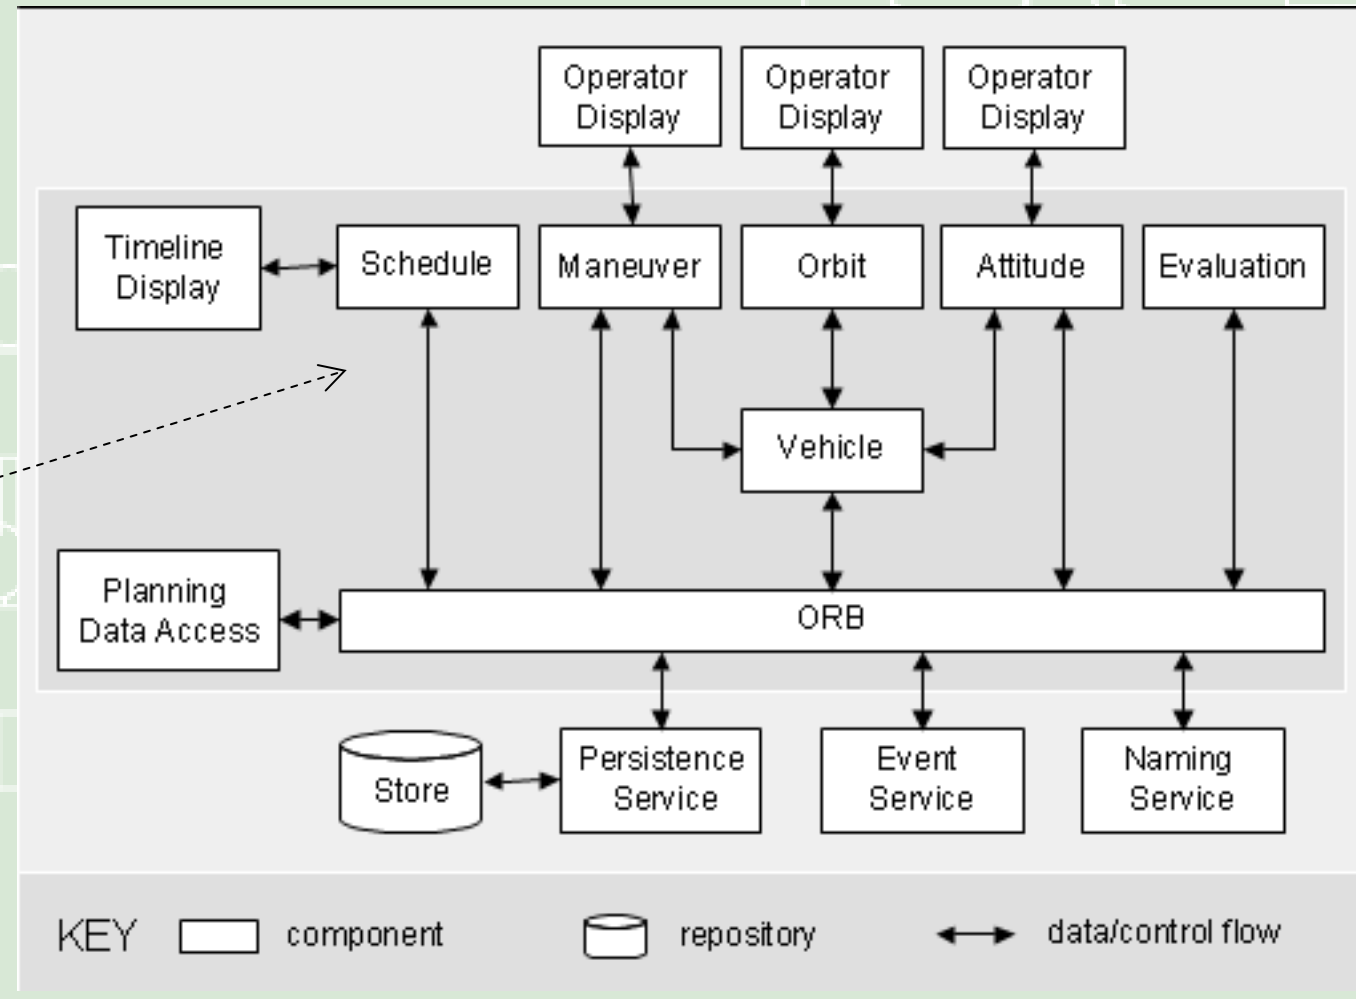 Operator
Display
Operator
Display
Operator
Display
Timeline
Display
Schedule
Maneuver
Orbit
Attitude
Evaluation
Vehicle
Planning
Data Access
ORB
Store
Persistence
Service
Event
Service
Naming
Service
KEY
component
repository
data/control flow